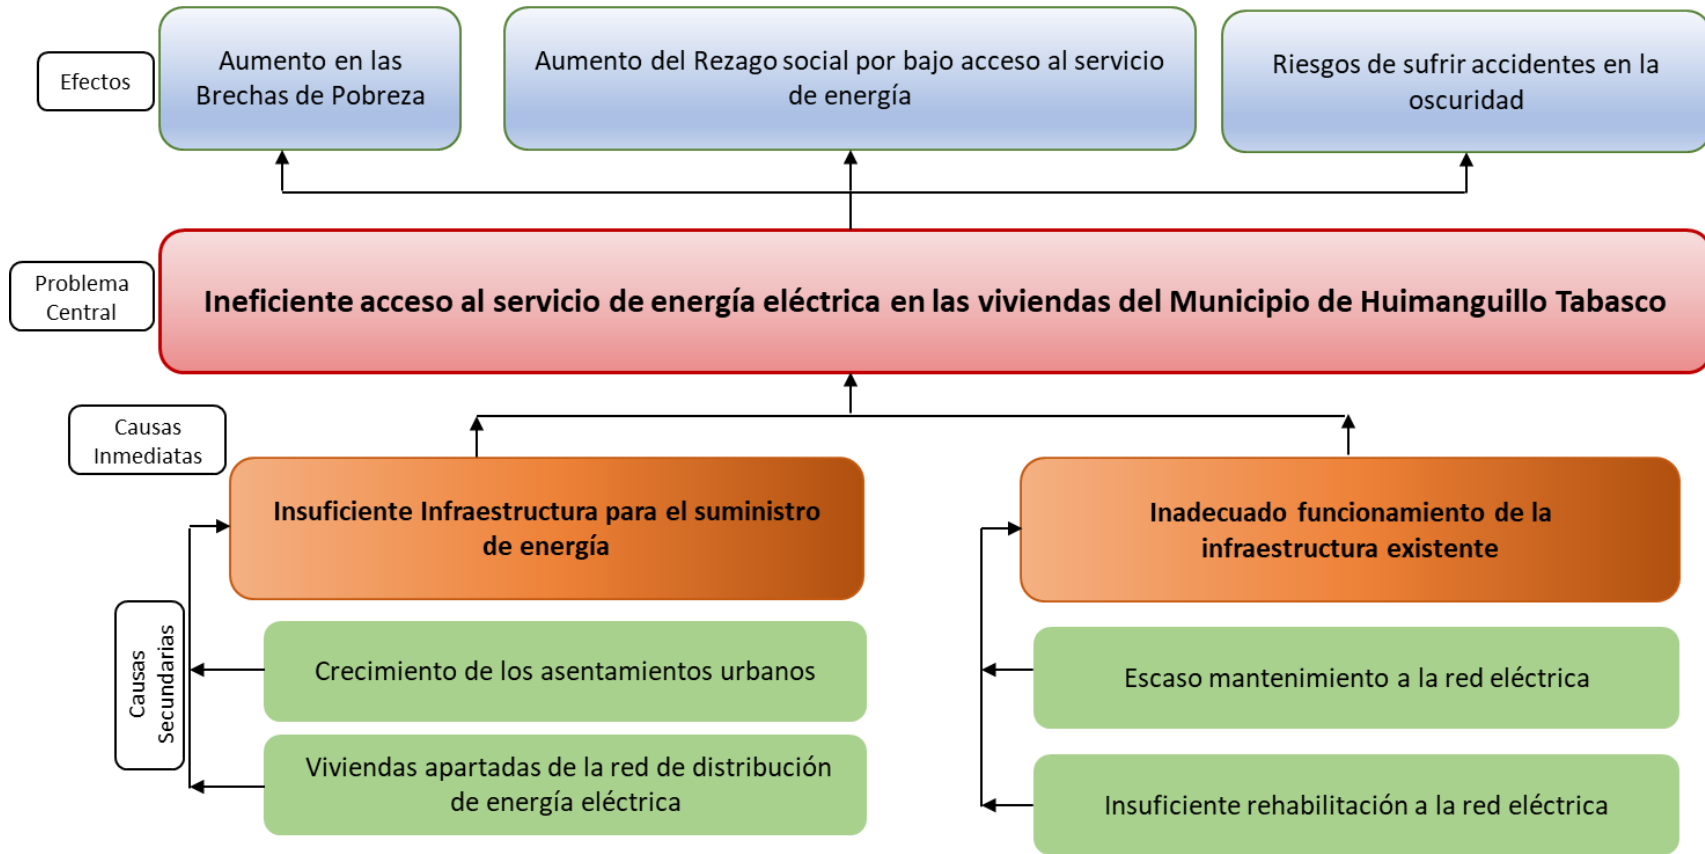 Efectos
Aumento en las
Brechas de Pobreza
Aumento del Rezago social por bajo acceso al servicio
de energía
Riesgos de sufrir accidentes en la
oscuridad
Problema
Central
Ineficiente acceso al servicio de energía eléctrica en las viviendas del Municipio de Huimanguillo Tabasco
Causas
Inmediatas
Insuficiente Infraestructura para el suministro
de energía
Inadecuado funcionamiento de la
infraestructura existente
Causas
Secundarias
Crecimiento de los asentamientos urbanos
Escaso mantenimiento a la red eléctrica
Viviendas apartadas de la red de distribución
de energía eléctrica
Insuficiente rehabilitación a la red eléctrica